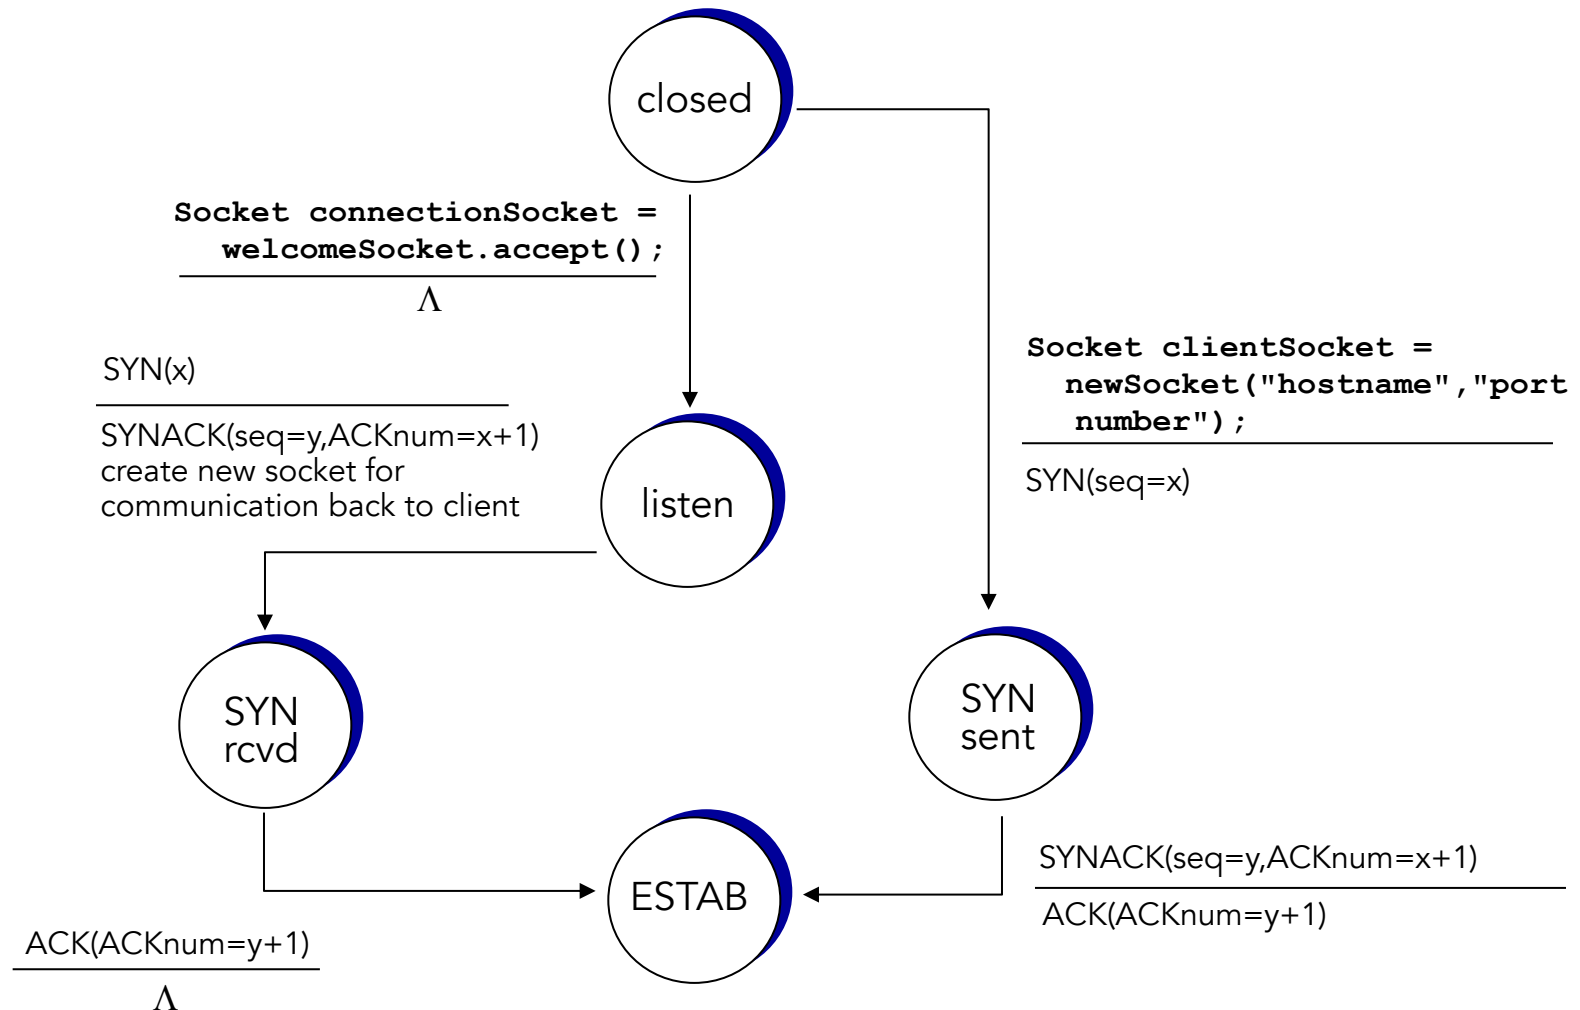 closed
Socket connectionSocket =
welcomeSocket.accept();
Λ
SYN(x)
SYNACK(seq=y,ACKnum=x+1)
create new socket for
communication back to client
listen
Socket clientSocket =
newSocket("hostname","port
number");
SYN(seq=x)
SYN
rcvd
SYN
sent
ESTAB
SYNACK(seq=y,ACKnum=x+1)
ACK(ACKnum=y+1)
ACK(ACKnum=y+1)
Λ